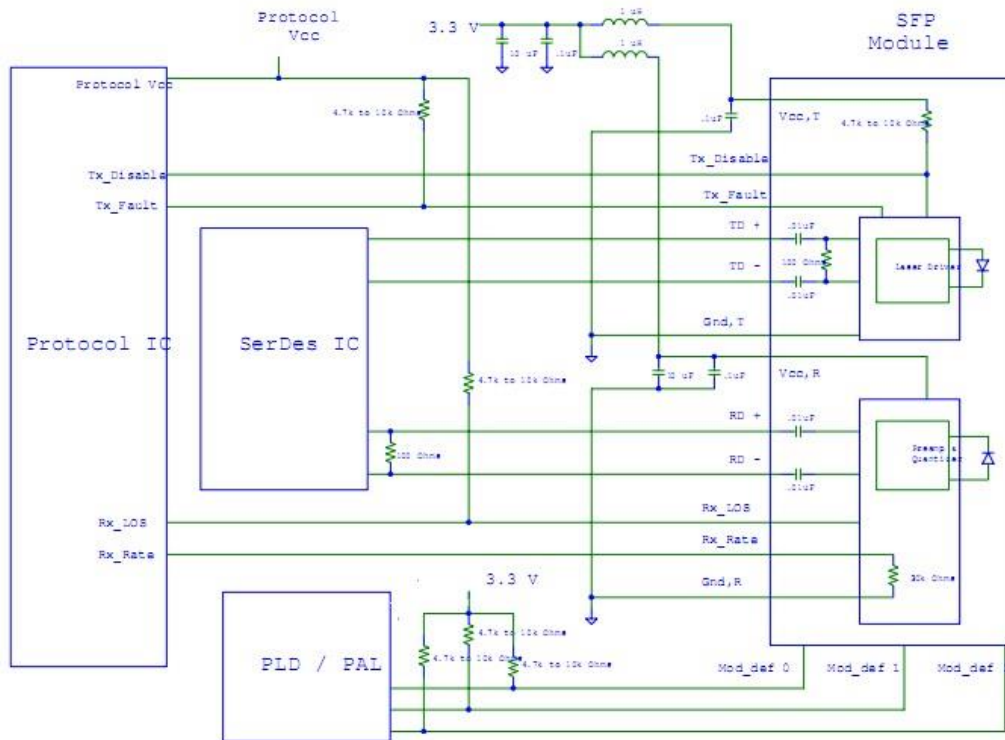 Protocol
Vcc
3.3 V
1 uH
1 uH
10 uF
.1uF
SFP
Module
Protocol Vcc
4.7k to 10k Ohms
.1uF
Vcc,T
4.7k to 10k Ohms
Tx_Disable
Tx_Disable
Tx_Fault
Tx_Fault
TD +
.01uF
100 Ohms
Laser Driver
TD -
.01uF
Gnd,T
Protocol IC
SerDes IC
4.7k to 10k Ohms
10 uF
.1uF
Vcc,R
RD +
.01uF
100 Ohms
Preamp &
Quantizer
RD -
.01uF
Rx_LOS
Rx_LOS
Rx_Rate
Rx_Rate
3.3 V
Gnd,R
30k Ohms
4.7k to 10k Ohms
4.7k to 10k Ohms
4.7k to 10k Ohms
PLD / PAL
Mod_def 0
Mod_def 1
Mod_def